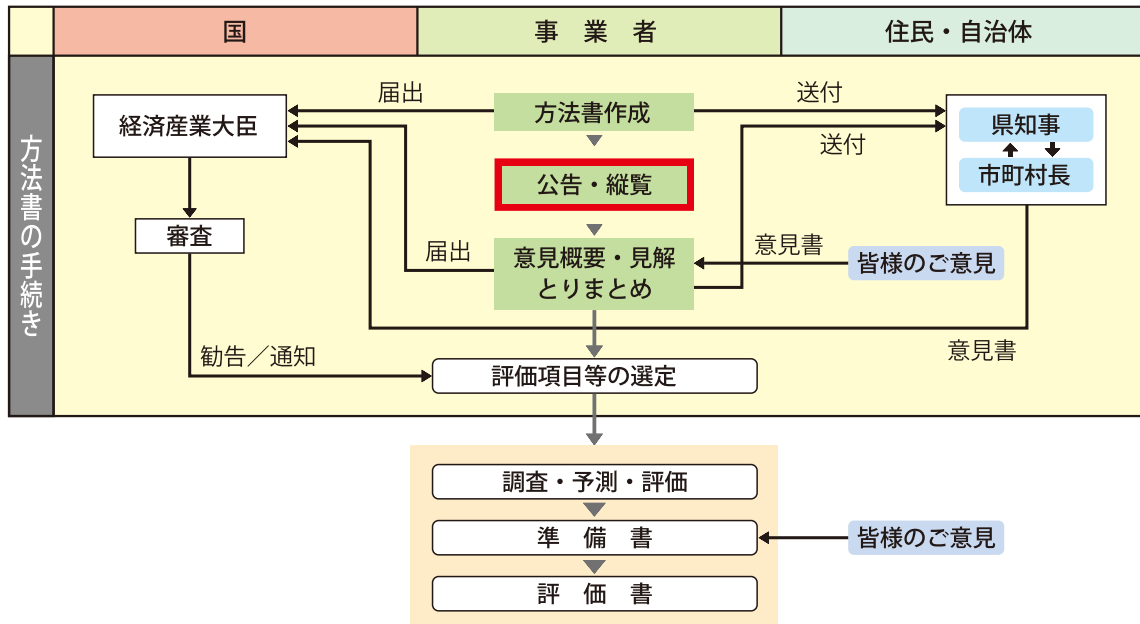 国
事業者
住民・自治体
方法書の手続き
届出
方法書作成
送付
経済産業大臣
県知事
送付
市町村長
公告・縦覧
審査
届出
意見概要・見解
とりまとめ
意見書
皆様のご意見
勧告／通知
意見書
評価項目等の選定
調査・予測・評価
準備書
皆様のご意見
評価書